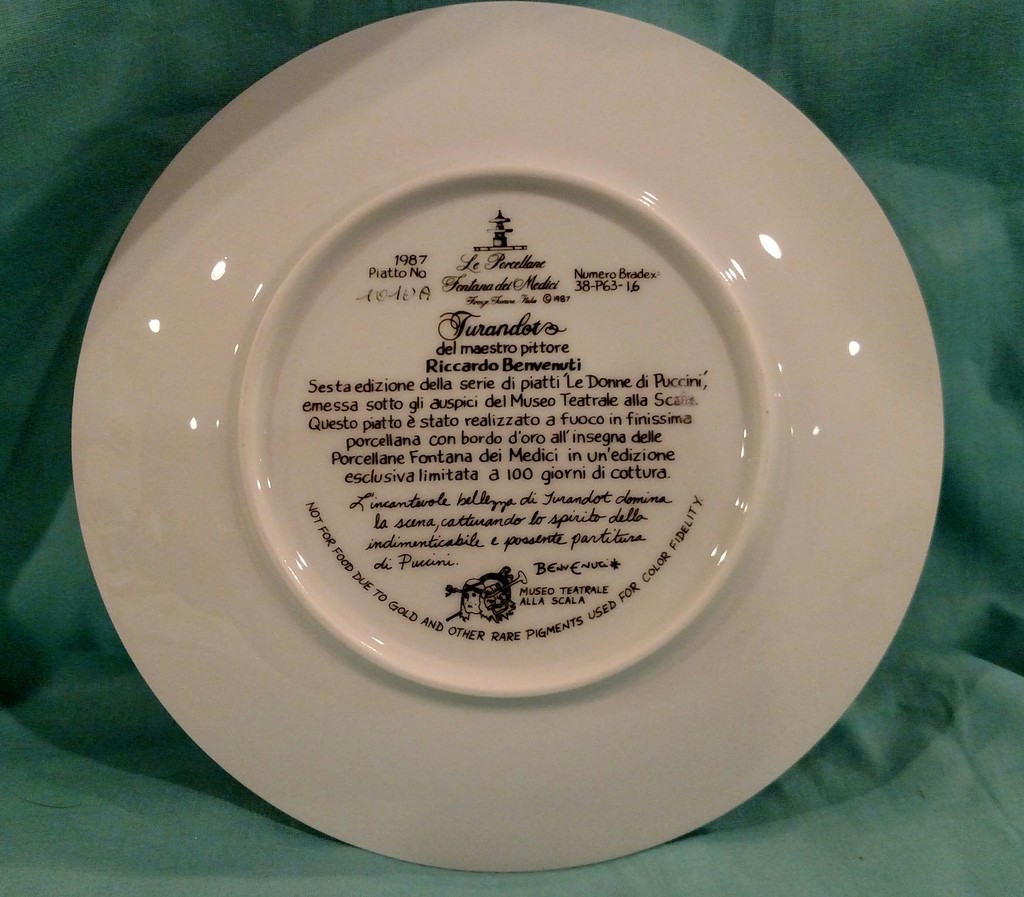 1987
Piatto No
Le Porcellane
Fontana dei Medici
© 1987
Numero Bradex:
38-P63-1,6
Turandot
del maestro pittore
Riccardo Benvenuti
Sesta edizione della serie di piatti 'Le Donne di Puccini',
emessa sotto gli auspici del Museo Teatrale alla Scala.
Questo piatto è stato realizzato a fuoco in finissima
porcellana con bordo d'oro all'insegna delle
Porcellane Fontana dei Medici in un'edizione
esclusiva limitata a 100 giorni di cottura.
L'incantevole bellezza di Turandot domina
la scena, catturando lo spirito della
indimenticabile e possente partitura
di Puccini.
BENVENUTI
MUSEO TEATRALE
ALLA SCALA
NOT FOR FOOD DUE TO GOLD AND OTHER RARE PIGMENTS USED FOR COLOR FIDELITY.